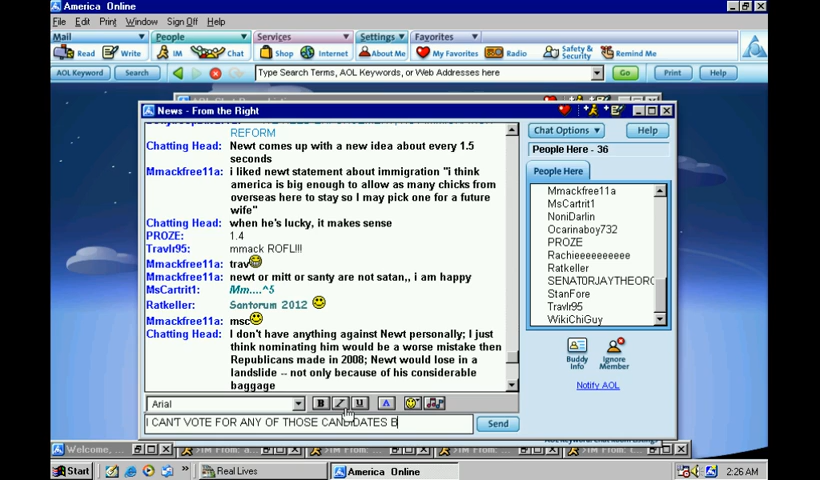 America Online
File Edit Print Window Sign Off Help
Mail People Services Settings Favorites
Read Write IM Chat Shop Internet About Me My Favorites Radio Safety & Security Remind Me
AOL Keyword Search Type Search Terms, AOL Keywords, or Web Addresses here Go Print Help
News - From the Right
REFORM
Chatting Head: Newt comes up with a new idea about every 1.5
seconds
Mmackfree11a: i liked newt statement about immigration "i think
america is big enough to allow as many chicks from
overseas here to stay so I may pick one for a future
wife"
Chatting Head: when he's lucky, it makes sense
PROZE: 1.4
Travlr95: mmack ROFL!!!
Mmackfree11a: trav
Mmackfree11a: newt or mitt or santy are not satan,, i am happy
MsCartrit1: Mm....^5
Ratkeller: Santorum 2012
Mmackfree11a: msc
Chatting Head: I don't have anything against Newt personally; I just
think nominating him would be a worse mistake then
Republicans made in 2008; Newt would lose in a
landslide -- not only because of his considerable
baggage
Arial B I U A
I CAN'T VOTE FOR ANY OF THOSE CANDIDATES B
Send
Chat Options Help
People Here - 36
People Here
Mmackfree11a
MsCartrit1
NoniDarlin
Ocarinaboy732
PROZE
Rachieeeeeeeeee
Ratkeller
SENATORJAYTHEORC
StanFore
Travlr95
WikiChiGuy
Buddy Info Ignore Member
Notify AOL
Welcome,
Start Real Lives America Online 2:26 AM